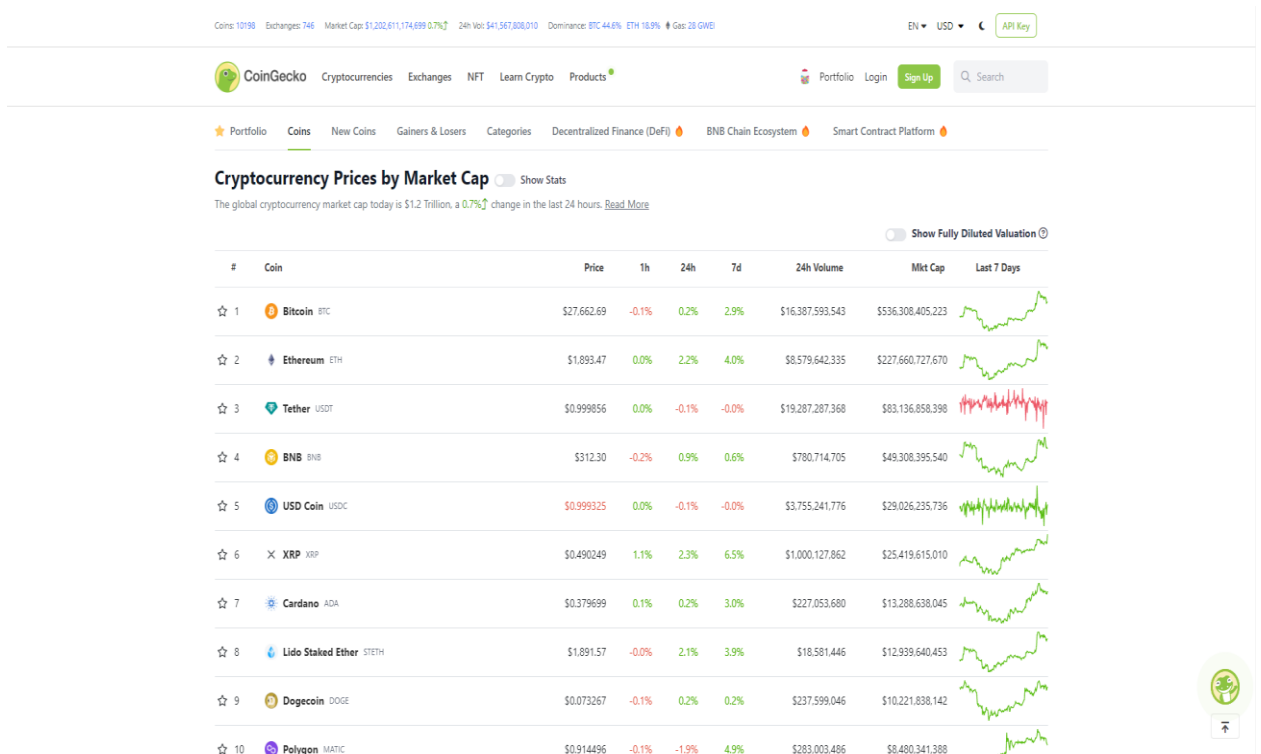 Coins: 10198 Exchanges: 746 Market Cap: $1,202,611,174,699 0.7% 24h Vol: $41,567,808,010 Dominance: BTC 44.6% ETH 18.9% Gas: 28 GWEI EN USD API Key
CoinGecko Cryptocurrencies Exchanges NFT Learn Crypto Products Portfolio Login Sign Up Search
Portfolio Coins New Coins Gainers & Losers Categories Decentralized Finance (DeFi) BNB Chain Ecosystem Smart Contract Platform
Cryptocurrency Prices by Market Cap Show Stats
The global cryptocurrency market cap today is $1.2 Trillion, a 0.7% change in the last 24 hours. Read More
Show Fully Diluted Valuation ?
# Coin Price 1h 24h 7d 24h Volume Mkt Cap Last 7 Days
1 Bitcoin BTC $27,662.69 -0.1% 0.2% 2.9% $16,387,593,543 $536,308,405,223
2 Ethereum ETH $1,893.47 0.0% 2.2% 4.0% $8,579,642,335 $227,660,727,670
3 Tether USDT $0.999856 0.0% -0.1% -0.0% $19,287,287,368 $83,136,858,398
4 BNB BNB $312.30 -0.2% 0.9% 0.6% $780,714,705 $49,308,395,540
5 USD Coin USDC $0.999325 0.0% -0.1% -0.0% $3,755,241,776 $29,026,235,736
6 XRP XRP $0.490249 1.1% 2.3% 6.5% $1,000,127,862 $25,419,615,010
7 Cardano ADA $0.379699 0.1% 0.2% 3.0% $227,053,680 $13,288,638,045
8 Lido Staked Ether STETH $1,891.57 -0.0% 2.1% 3.9% $18,581,446 $12,939,640,453
9 Dogecoin DOGE $0.073267 -0.1% 0.2% 0.2% $237,599,046 $10,221,838,142
10 Polygon MATIC $0.914496 -0.1% -1.9% 4.9% $283,003,486 $8,480,341,388